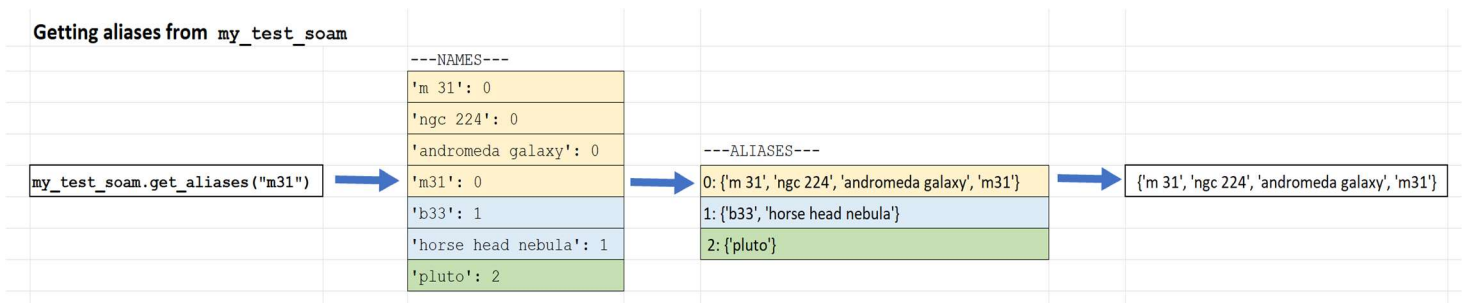 Getting aliases from my_test_soam
---NAMES---
'm 31': 0
'ngc 224': 0
'andromeda galaxy': 0
---ALIASES---
my_test_soam.get_aliases("m31")
'm31': 0
0: {'m 31', 'ngc 224', 'andromeda galaxy', 'm31'}
{'m 31', 'ngc 224', 'andromeda galaxy', 'm31'}
'b33': 1
1: {'b33', 'horse head nebula'}
'horse head nebula': 1
2: {'pluto'}
'pluto': 2